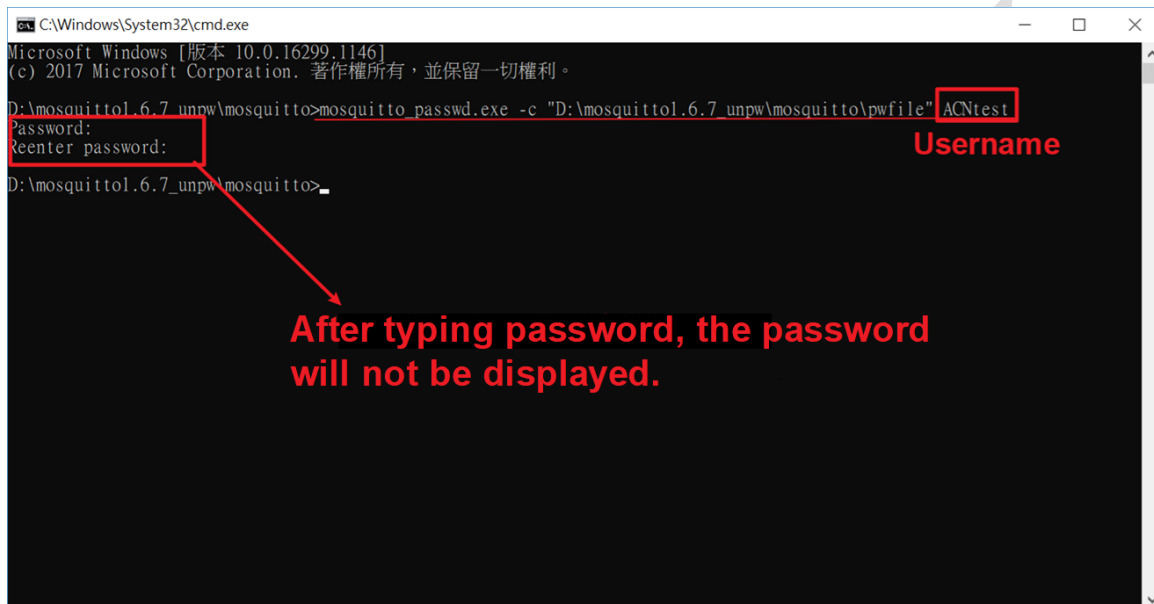 C:\Windows\System32\cmd.exe
Microsoft Windows [版本 10.0.16299.1146]
(c) 2017 Microsoft Corporation. 著作權所有，並保留一切權利。
D:\mosquitto1.6.7_unpw\mosquitto>mosquitto_passwd.exe -c "D:\mosquitto1.6.7_unpw\mosquitto\pwfile" ACNtest
Password:
Reenter password:
Username
D:\mosquitto1.6.7_unpw\mosquitto>
After typing password, the password
will not be displayed.